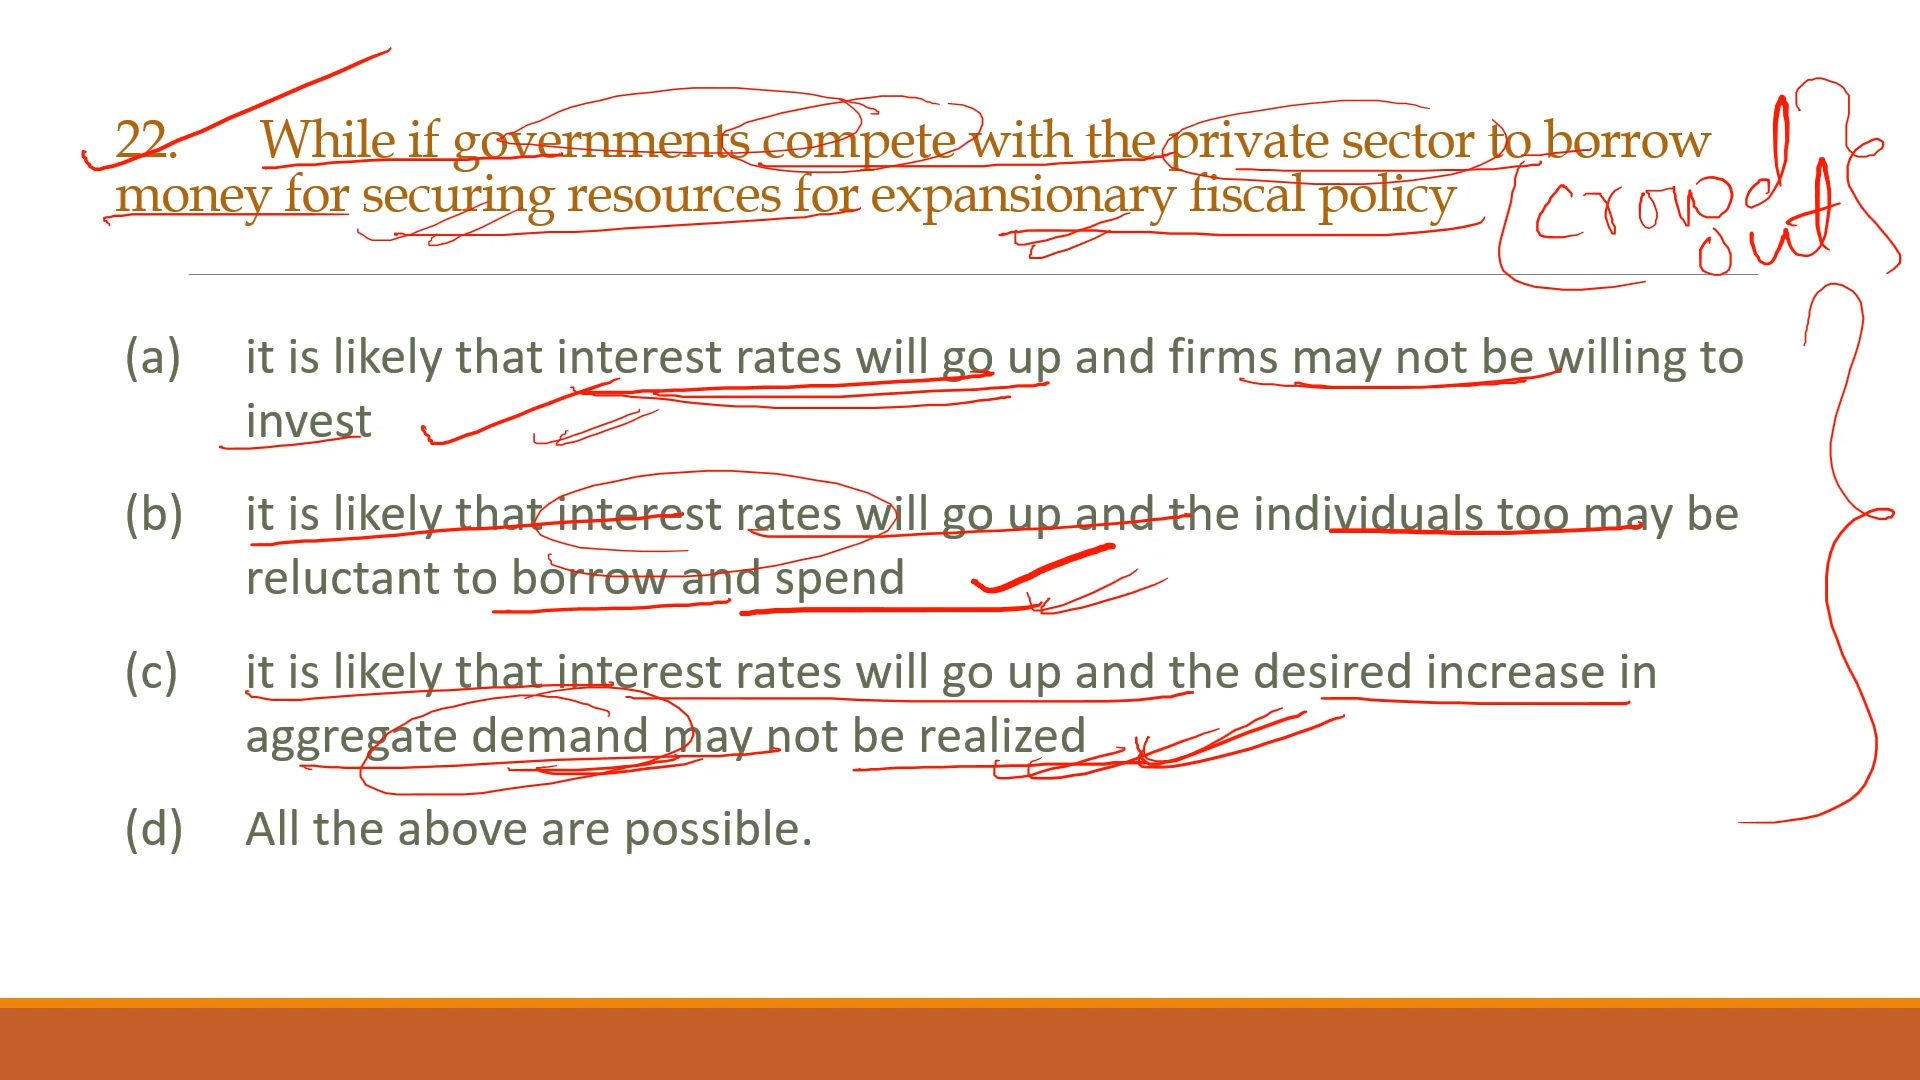 22. While if governments compete with the private sector to borrow
money for securing resources for expansionary fiscal policy
crowd
out
(a) it is likely that interest rates will go up and firms may not be willing to
invest
(b) it is likely that interest rates will go up and the individuals too may be
reluctant to borrow and spend
(c) it is likely that interest rates will go up and the desired increase in
aggregate demand may not be realized
(d) All the above are possible.